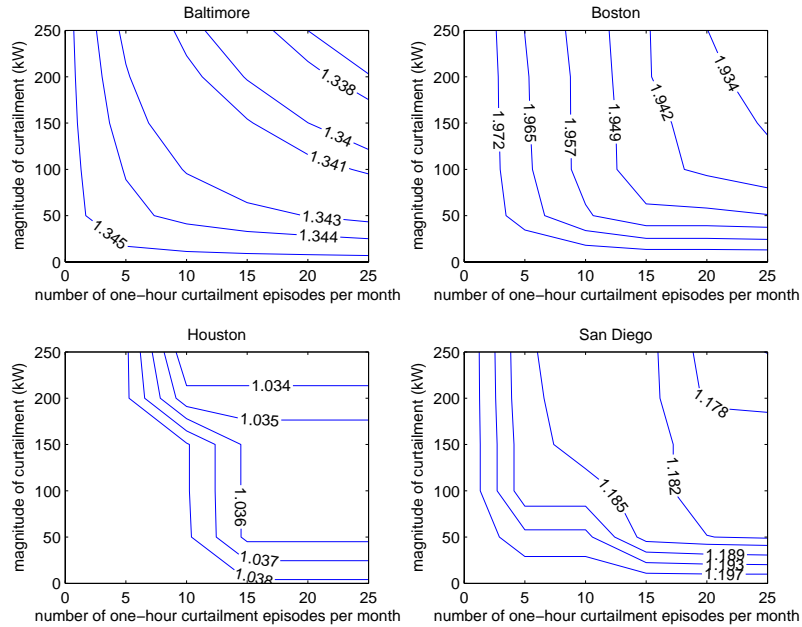 Baltimore
250
200
150
100
50
0
magnitude of curtailment (kW)
0 5 10 15 20 25
number of one−hour curtailment episodes per month
1.338
1.34
1.341
1.343
1.344
1.345
Boston
250
200
150
100
50
0
magnitude of curtailment (kW)
0 5 10 15 20 25
number of one−hour curtailment episodes per month
1.972
1.965
1.957
1.949
1.942
1.934
Houston
250
200
150
100
50
0
magnitude of curtailment (kW)
0 5 10 15 20 25
number of one−hour curtailment episodes per month
1.034
1.035
1.036
1.037
1.038
San Diego
250
200
150
100
50
0
magnitude of curtailment (kW)
0 5 10 15 20 25
number of one−hour curtailment episodes per month
1.178
1.182
1.185
1.189
1.193
1.197